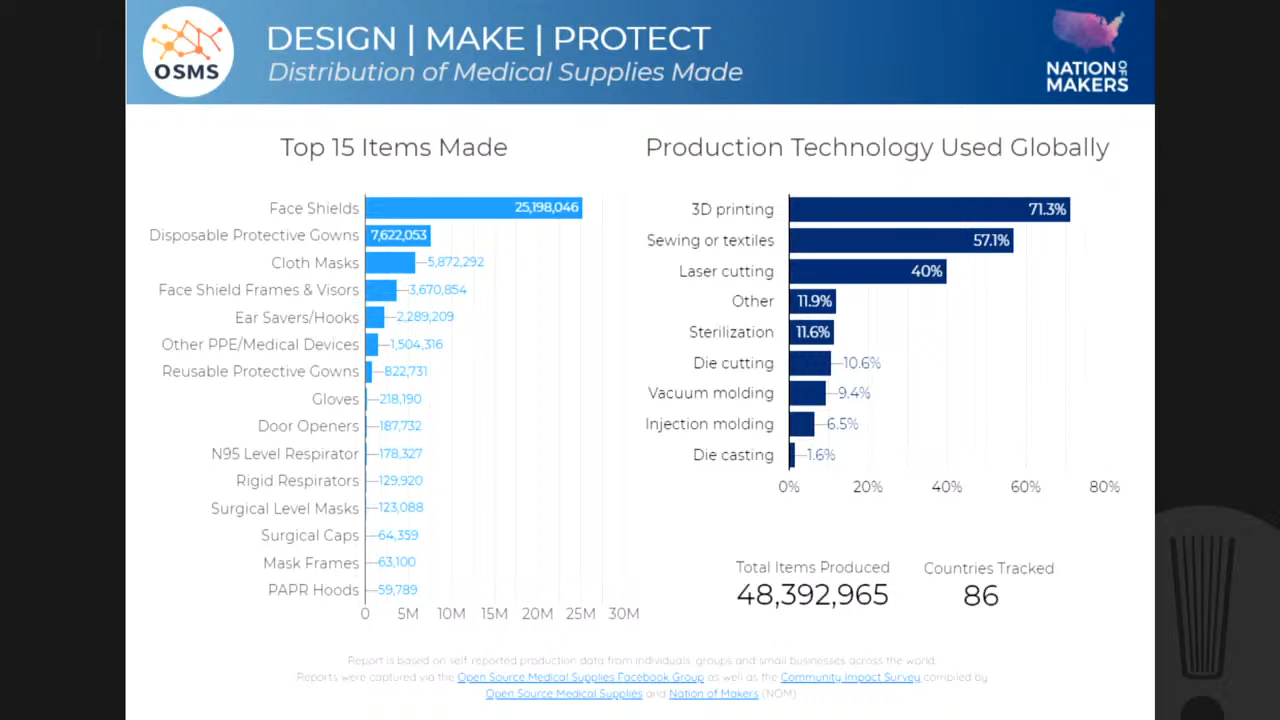 OSMS
DESIGN | MAKE | PROTECT
Distribution of Medical Supplies Made
NATION OF
MAKERS
Top 15 Items Made
Face Shields 25,198,046
Disposable Protective Gowns 7,622,053
Cloth Masks 5,872,292
Face Shield Frames & Visors 3,670,854
Ear Savers/Hooks 2,289,209
Other PPE/Medical Devices 1,504,316
Reusable Protective Gowns 822,731
Gloves 218,190
Door Openers 187,732
N95 Level Respirator 178,327
Rigid Respirators 129,920
Surgical Level Masks 123,088
Surgical Caps 64,359
Mask Frames 63,100
PAPR Hoods 59,789
0 5M 10M 15M 20M 25M 30M
Production Technology Used Globally
3D printing 71.3%
Sewing or textiles 57.1%
Laser cutting 40%
Other 11.9%
Sterilization 11.6%
Die cutting 10.6%
Vacuum molding 9.4%
Injection molding 6.5%
Die casting 1.6%
0% 20% 40% 60% 80%
Total Items Produced
48,392,965
Countries Tracked
86
Report is based on self reported production data from individuals, groups and small businesses across the world.
Reports were captured via the Open Source Medical Supplies Facebook Group as well as the Community Impact Survey compiled by
Open Source Medical Supplies and Nation of Makers (NOM)